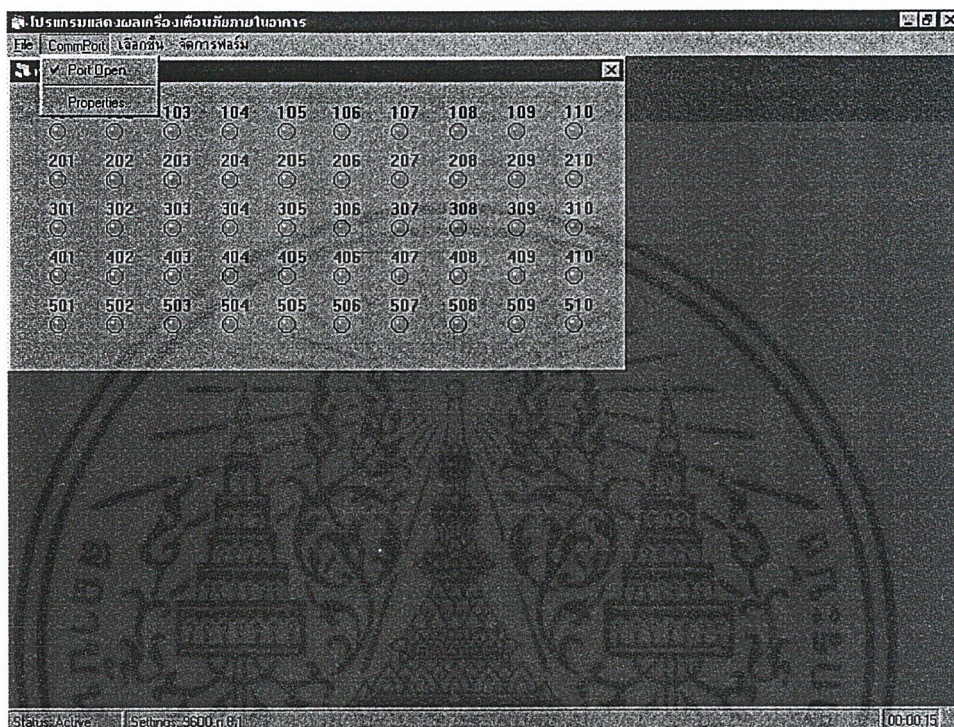 โปรแกรมแสดงผลเครื่องเตือนภัยภายในอาคาร
File CommPort เลือกชั้น จัดการฟอร์ม
Port Open
Properties...
103 104 105 106 107 108 109 110
201 202 203 204 205 206 207 208 209 210
301 302 303 304 305 306 307 308 309 310
401 402 403 404 405 406 407 408 409 410
501 502 503 504 505 506 507 508 509 510
Status: Active Settings: 9600,n,8,1 00:00:15